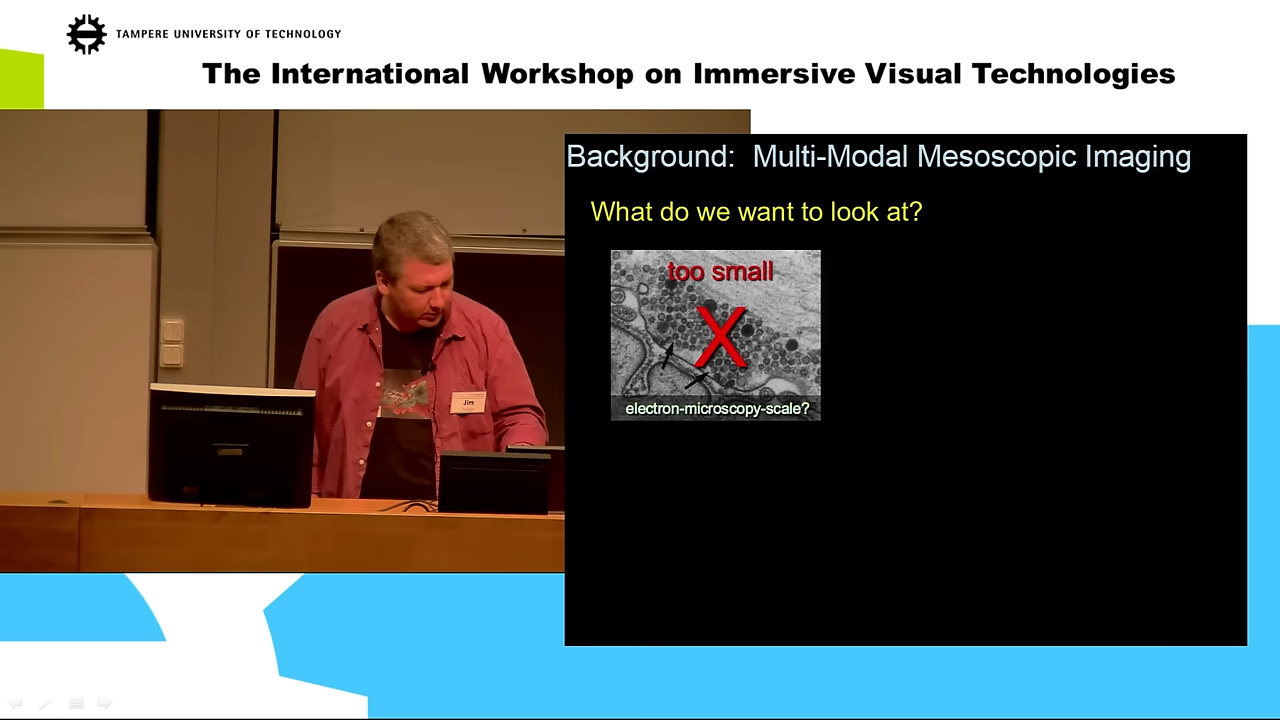 TAMPERE UNIVERSITY OF TECHNOLOGY
The International Workshop on Immersive Visual Technologies
Background: Multi-Modal Mesoscopic Imaging
What do we want to look at?
too small
X
electron-microscopy-scale?
Jim